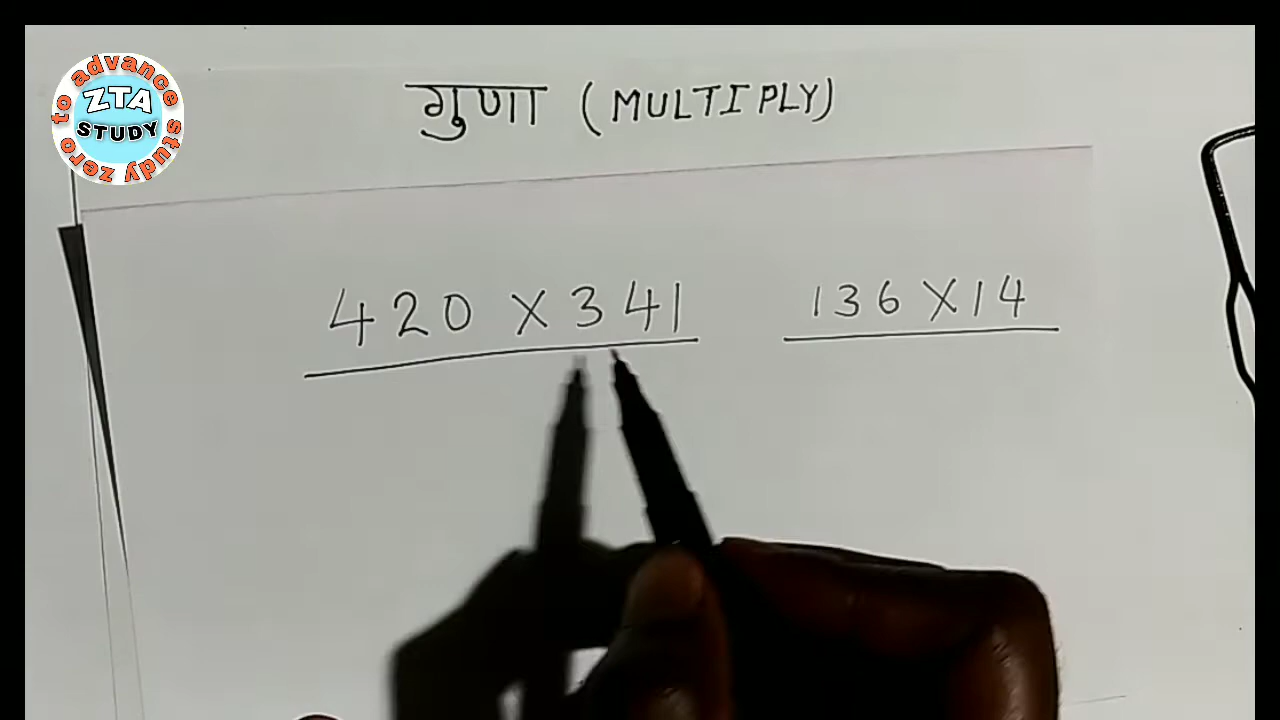 to advance study zero
ZTA
STUDY
गुणा (MULTIPLY)
420 X 341
136 X 14